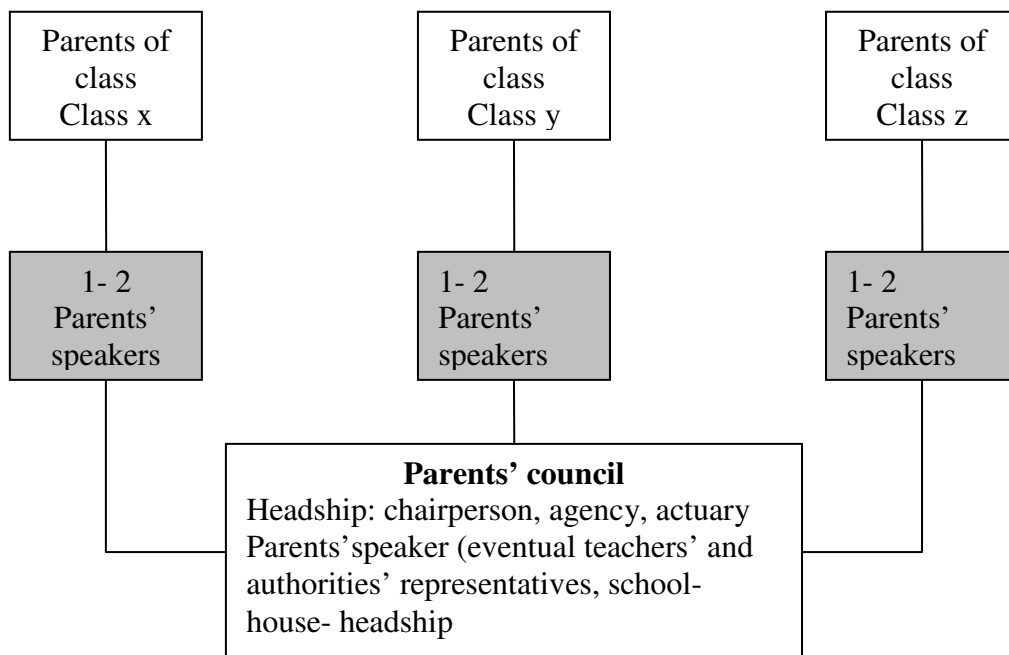 Parents of
class
Class x
Parents of
class
Class y
Parents of
class
Class z
1- 2
Parents’
speakers
1- 2
Parents’
speakers
1- 2
Parents’
speakers
Parents’ council
Headship: chairperson, agency, actuary
Parents’speaker (eventual teachers’ and
authorities’ representatives, school-
house- headship